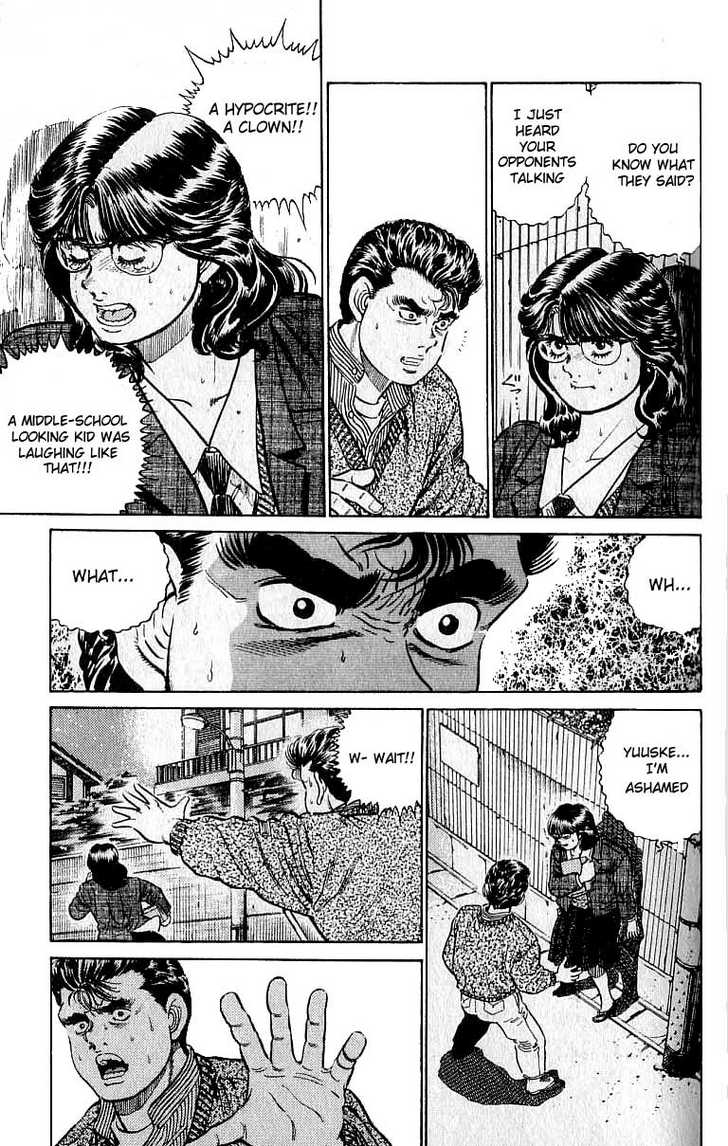 DO YOU
KNOW WHAT
THEY SAID?
I JUST
HEARD
YOUR
OPPONENTS
TALKING
A HYPOCRITE!!
A CLOWN!!
A MIDDLE-SCHOOL
LOOKING KID WAS
LAUGHING LIKE
THAT!!!
WH...
WHAT...
YUUSKE...
I'M
ASHAMED
W- WAIT!!